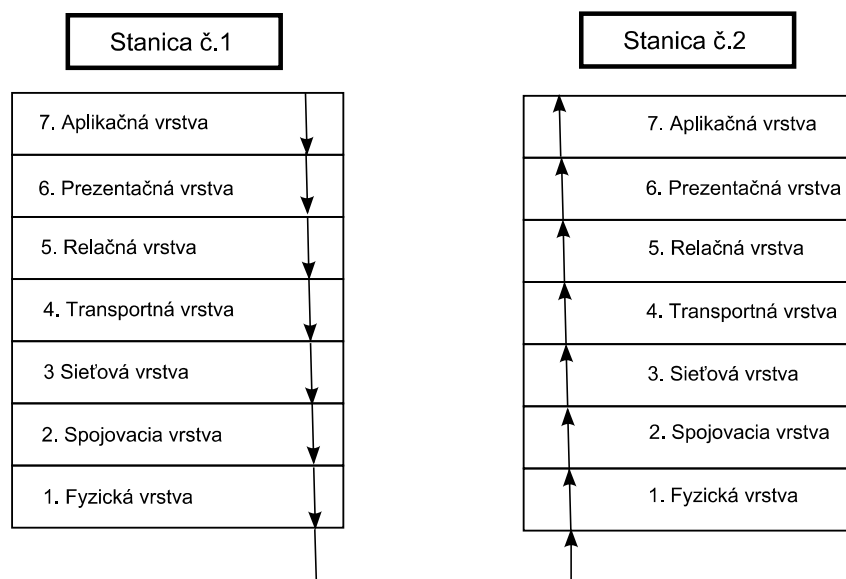 Stanica č.1
7. Aplikačná vrstva
6. Prezentačná vrstva
5. Relačná vrstva
4. Transportná vrstva
3 Sieťová vrstva
2. Spojovacia vrstva
1. Fyzická vrstva
Stanica č.2
7. Aplikačná vrstva
6. Prezentačná vrstva
5. Relačná vrstva
4. Transportná vrstva
3. Sieťová vrstva
2. Spojovacia vrstva
1. Fyzická vrstva